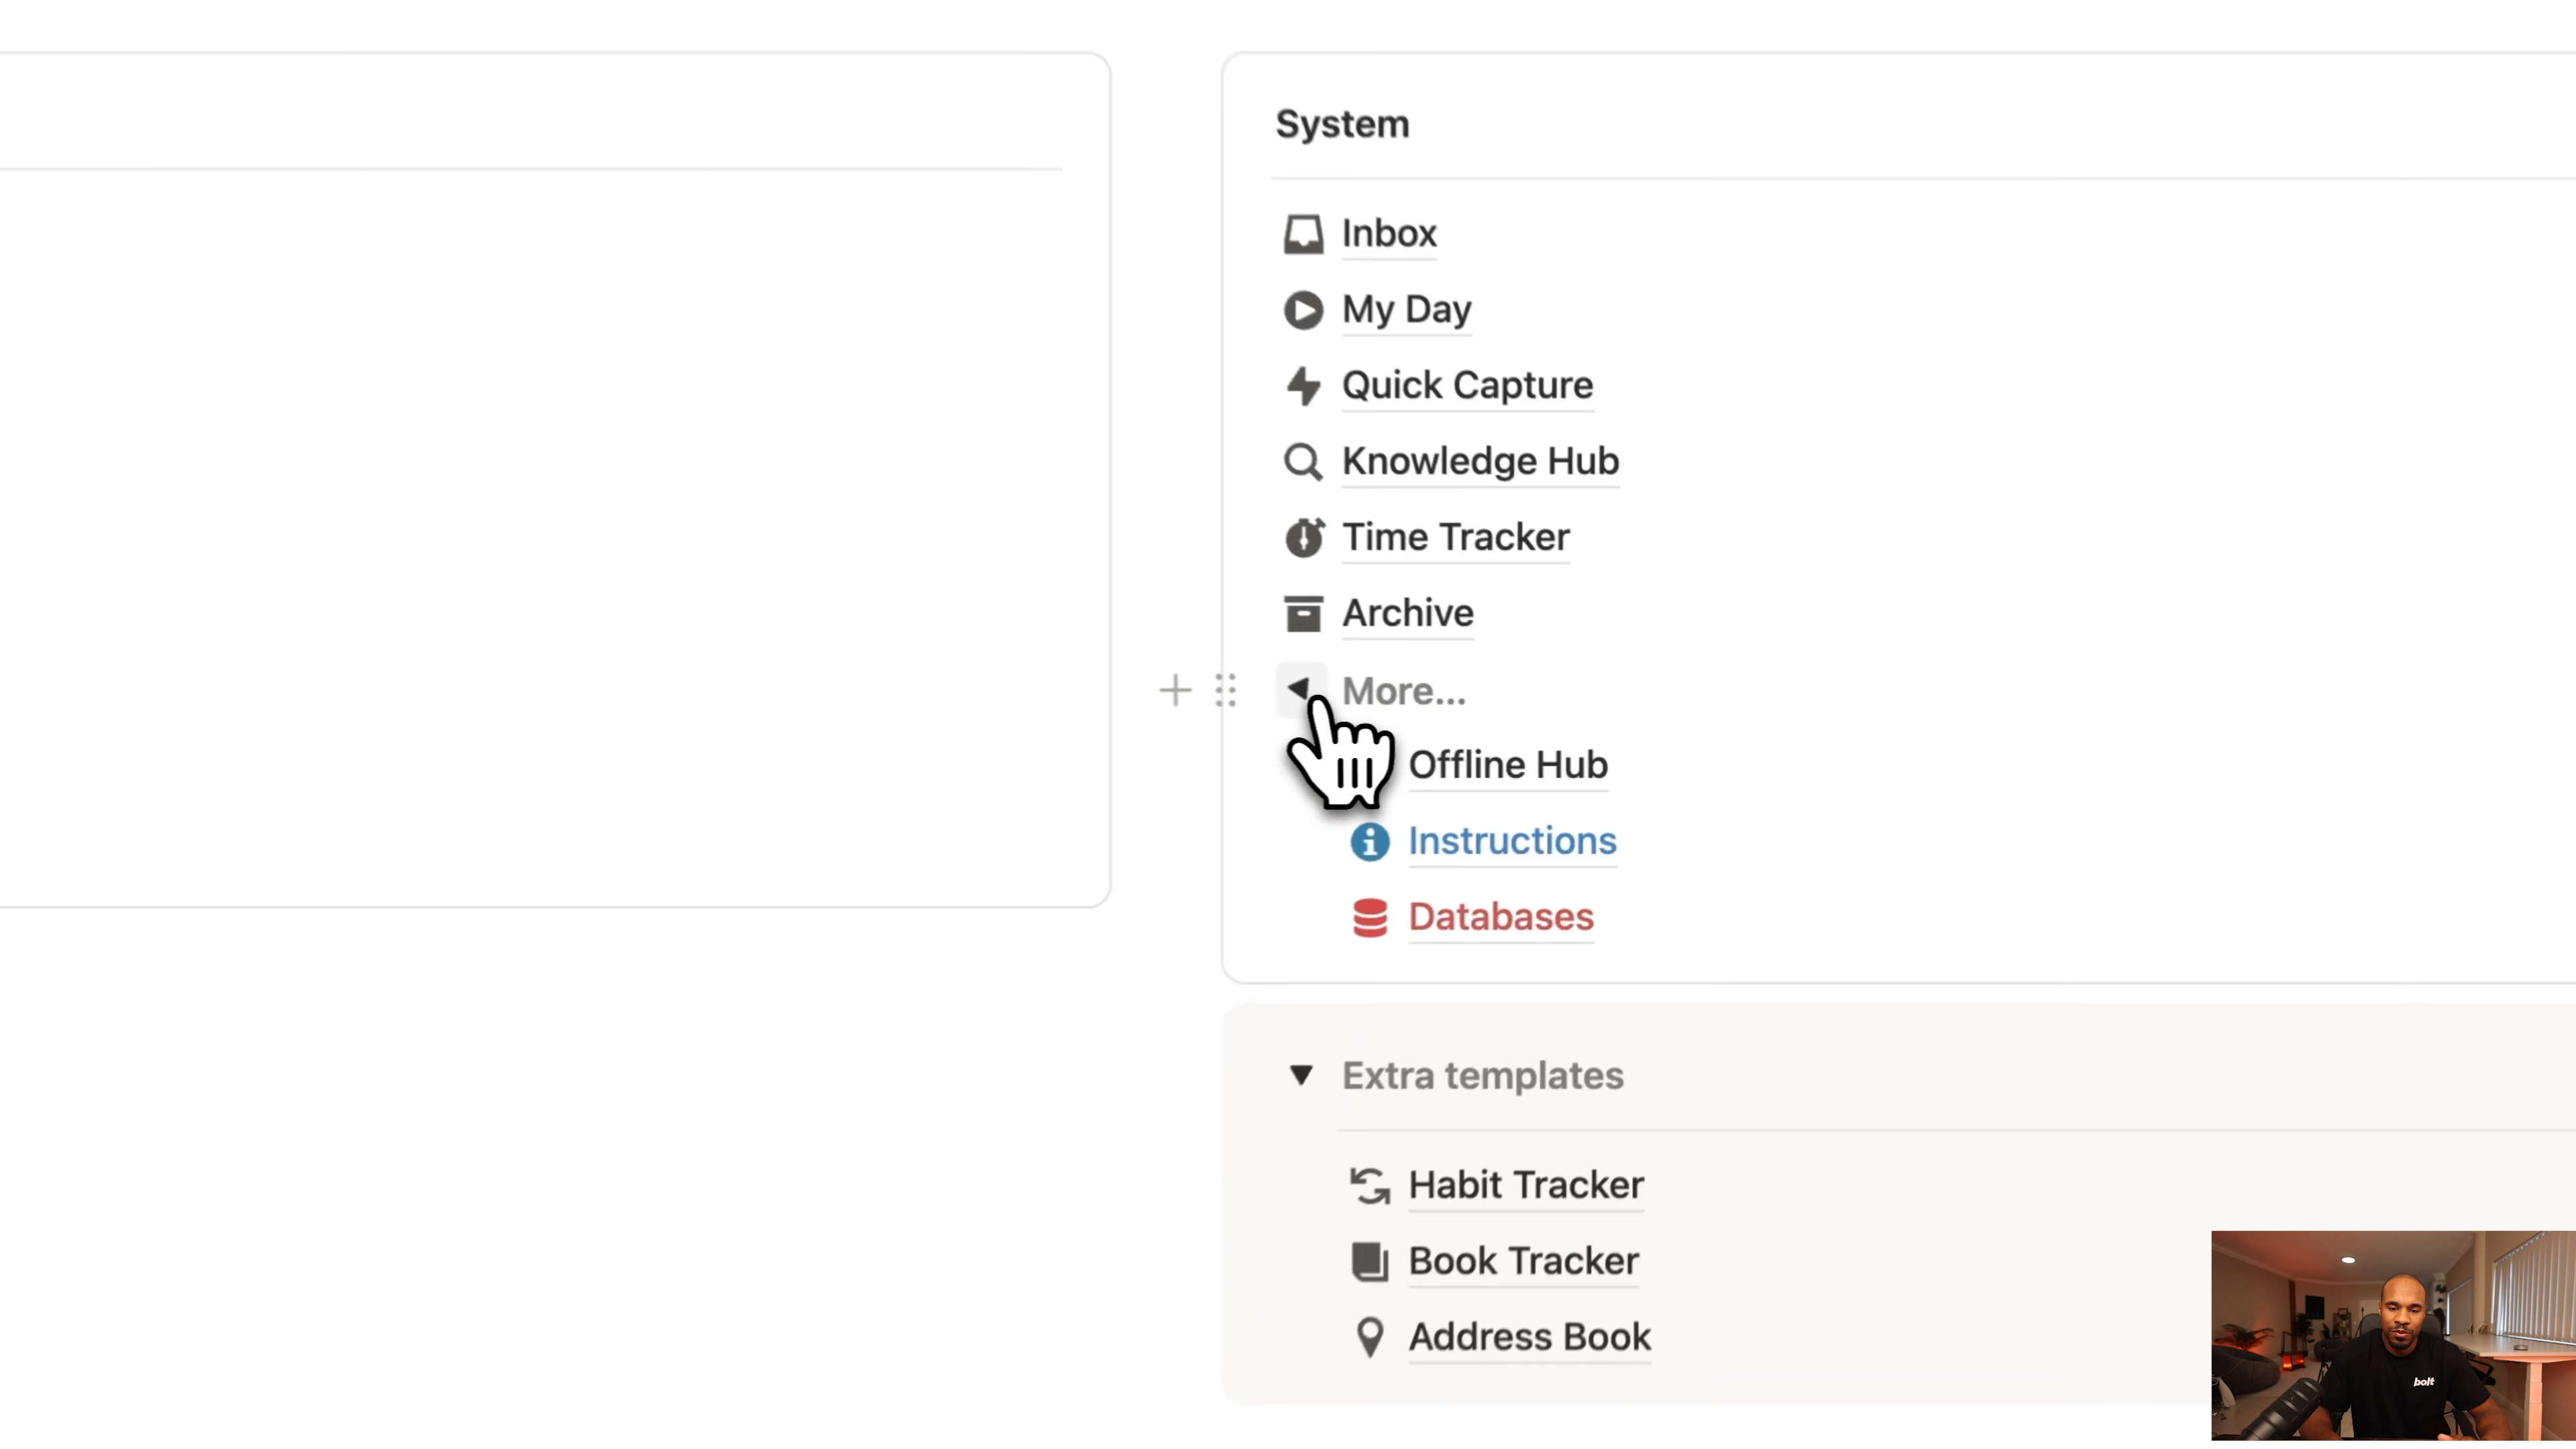 System
Inbox
My Day
Quick Capture
Knowledge Hub
Time Tracker
Archive
More...
Offline Hub
Instructions
Databases
Extra templates
Habit Tracker
Book Tracker
Address Book
bolt